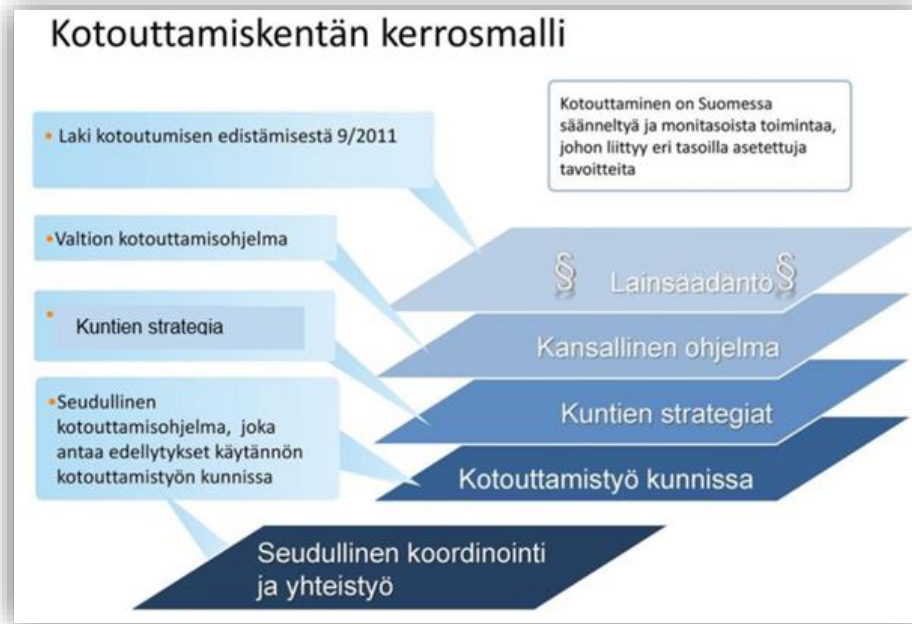 Kotouttamiskentän kerrosmalli
Kotouttaminen on Suomessa
säänneltyä ja monitasoista toimintaa,
johon liittyy eri tasoilla asetettuja
tavoitteita
• Laki kotoutumisen edistämisestä 9/2011
•Valtion kotouttamisohjelma
• Kuntien strategia
•Seudullinen
kotouttamisohjelma, joka
antaa edellytykset käytännön
kotouttamistyön kunnissa
§ Lainsäädäntö §
Kansallinen ohjelma
Kuntien strategiat
Kotouttamistyö kunnissa
Seudullinen koordinointi
ja yhteistyö